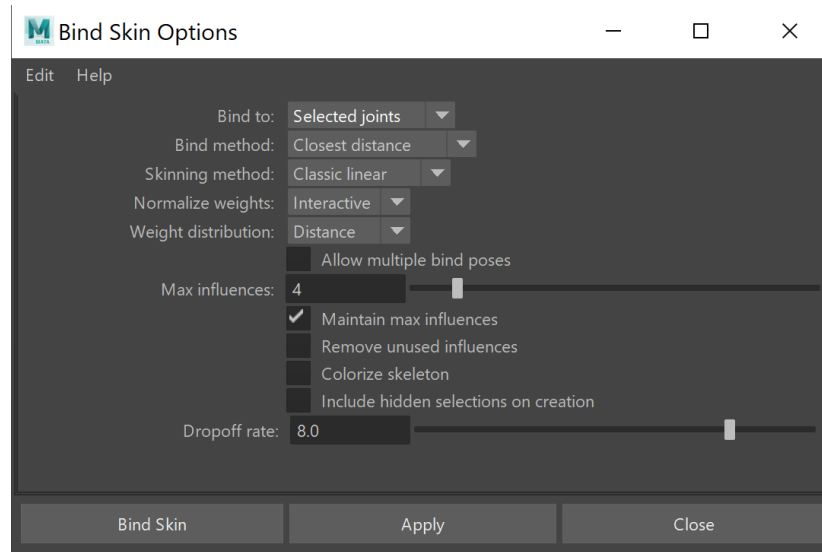 Bind Skin Options
Edit Help
Bind to: Selected joints
Bind method: Closest distance
Skinning method: Classic linear
Normalize weights: Interactive
Weight distribution: Distance
Allow multiple bind poses
Max influences: 4
Maintain max influences
Remove unused influences
Colorize skeleton
Include hidden selections on creation
Dropoff rate: 8.0
Bind Skin Apply Close